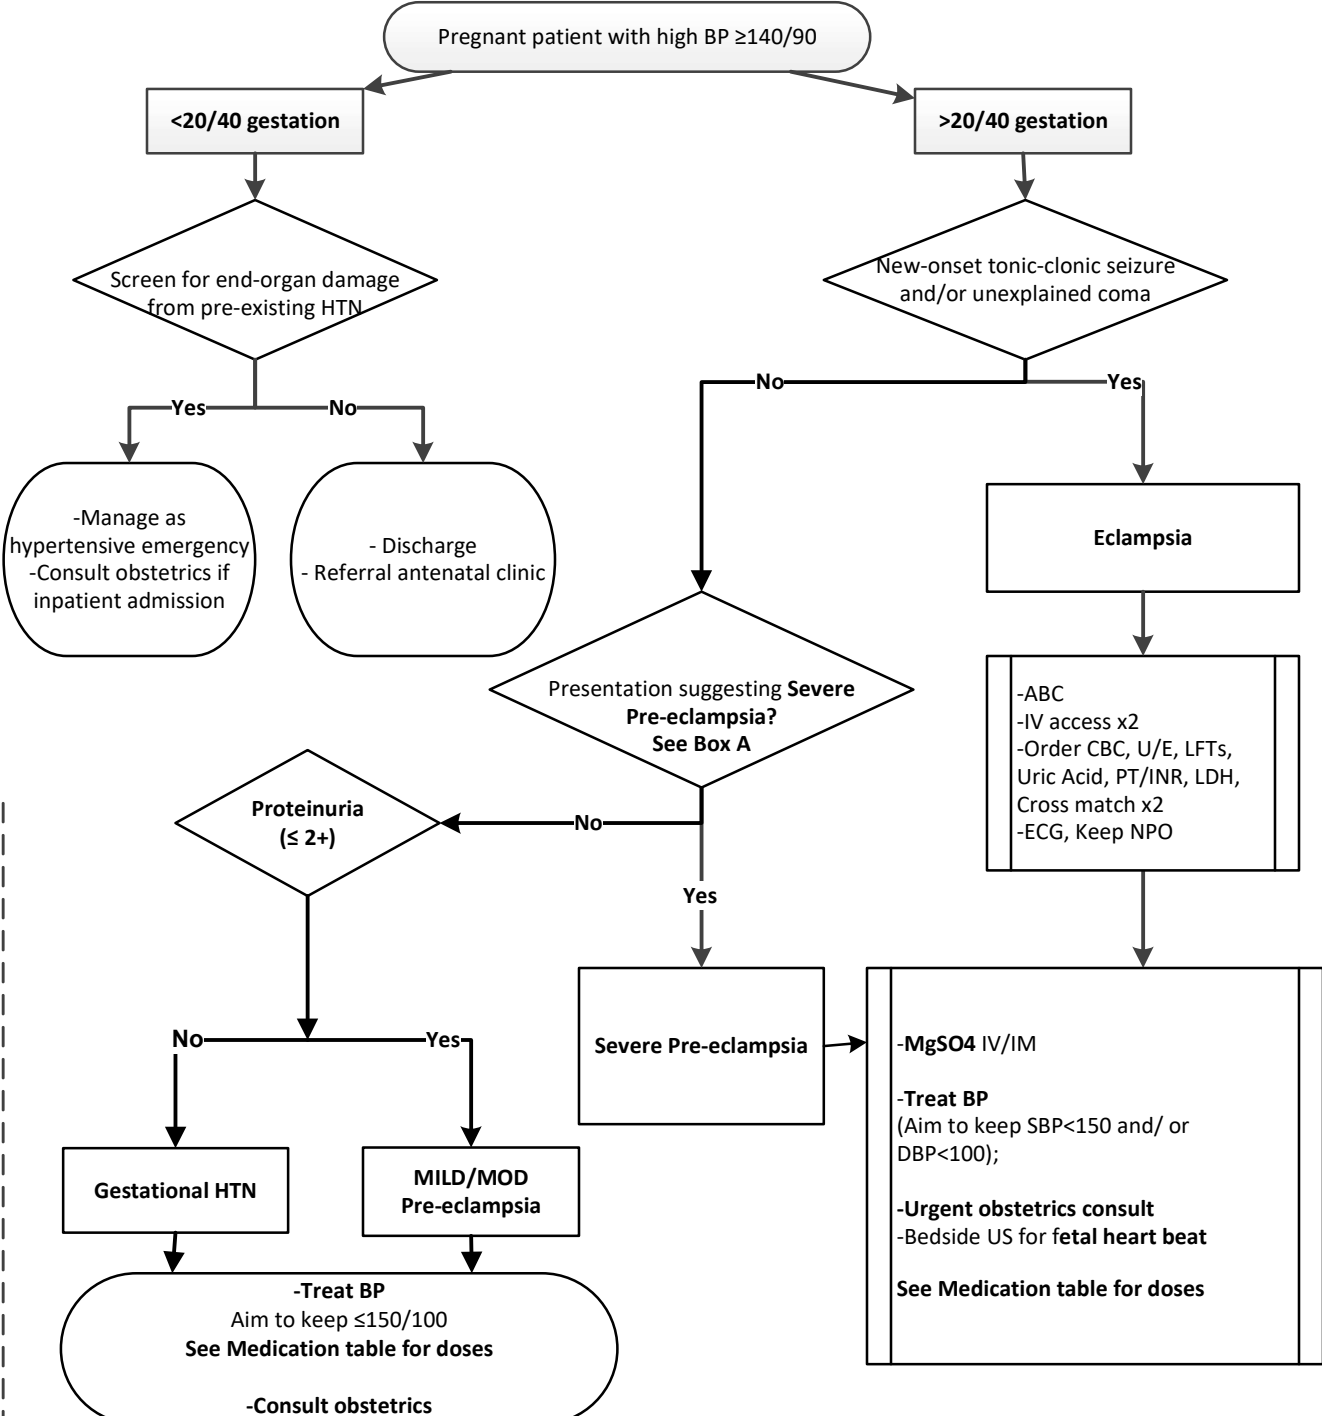 Pregnant patient with high BP ≥140/90
<20/40 gestation
>20/40 gestation
Screen for end-organ damage
from pre-existing HTN
New-onset tonic-clonic seizure
and/or unexplained coma
No
Yes
Yes
No
-Manage as
hypertensive emergency
-Consult obstetrics if
inpatient admission
- Discharge
- Referral antenatal clinic
Eclampsia
Presentation suggesting Severe
Pre-eclampsia?
See Box A
-ABC
-IV access x2
-Order CBC, U/E, LFTs,
Uric Acid, PT/INR, LDH,
Cross match x2
-ECG, Keep NPO
Proteinuria
(≤ 2+)
No
Yes
No
Yes
Severe Pre-eclampsia
-MgSO4 IV/IM
-Treat BP
(Aim to keep SBP<150 and/ or
DBP<100);
-Urgent obstetrics consult
-Bedside US for fetal heart beat
See Medication table for doses
Gestational HTN
MILD/MOD
Pre-eclampsia
-Treat BP
Aim to keep ≤150/100
See Medication table for doses
-Consult obstetrics